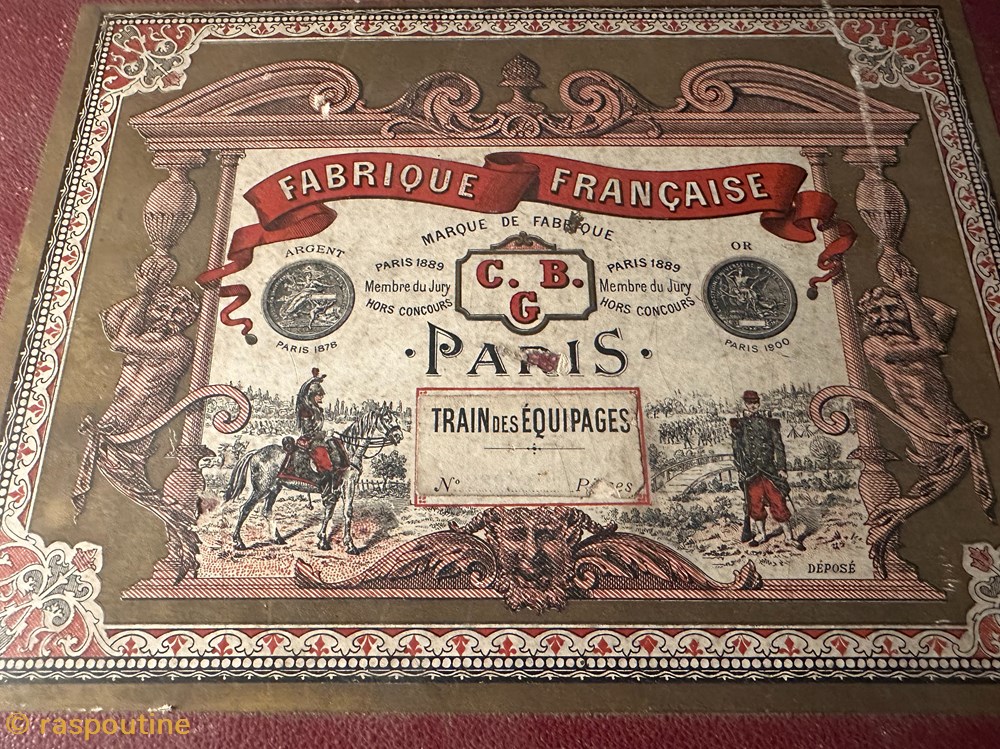 FABRIQUE FRANÇAISE
MARQUE DE FABRIQUE
ARGENT
PARIS 1878
PARIS 1889
Membre du Jury
HORS CONCOURS
C. B. G
PARIS 1889
Membre du Jury
HORS CONCOURS
OR
PARIS 1900
· PARIS ·
TRAIN DES ÉQUIPAGES
No Pièces
DÉPOSÉ
© raspoutine